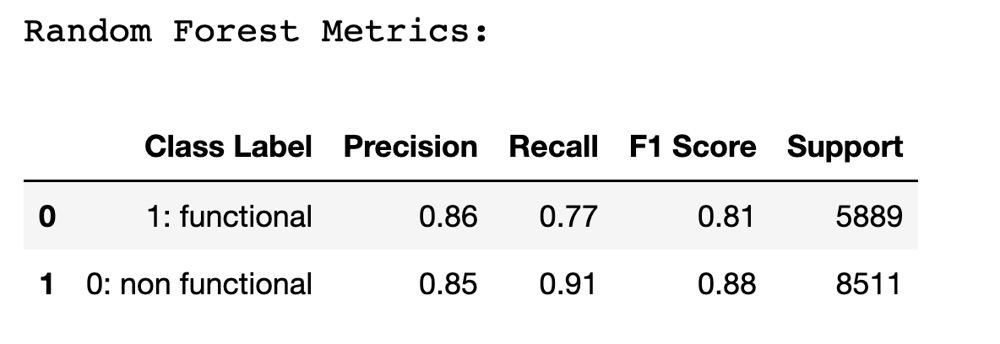 Random Forest Metrics:
Class Label Precision Recall F1 Score Support
0 1: functional 0.86 0.77 0.81 5889
1 0: non functional 0.85 0.91 0.88 8511